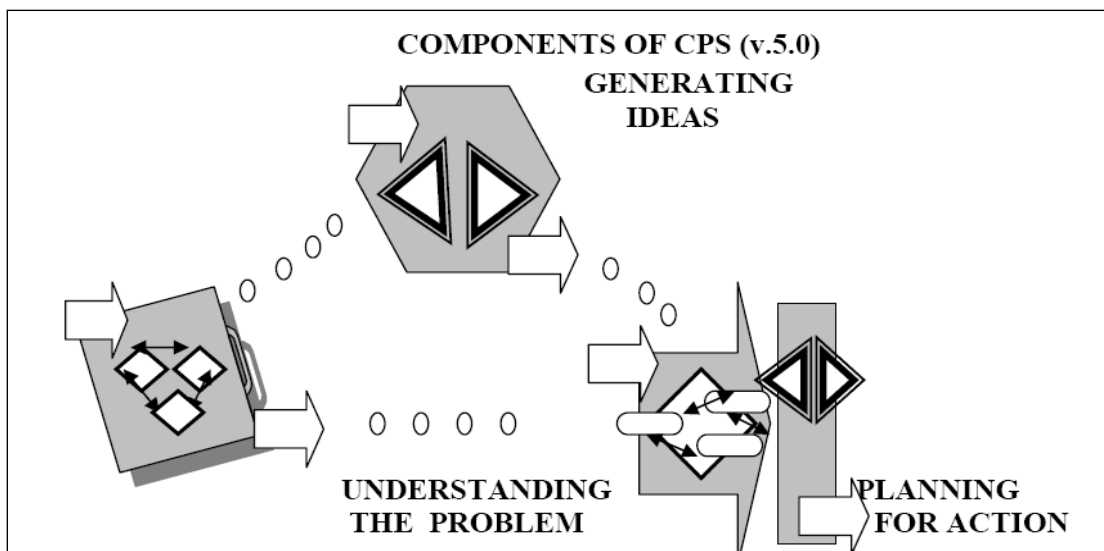 COMPONENTS OF CPS (v.5.0)
GENERATING
IDEAS
UNDERSTANDING
THE PROBLEM
PLANNING
FOR ACTION